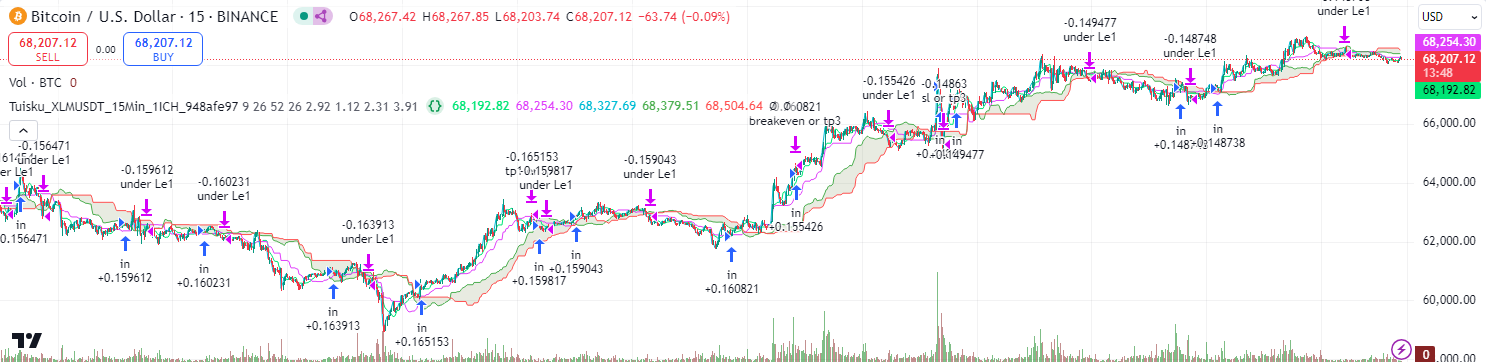 Bitcoin / U.S. Dollar · 15 · BINANCE O68,267.42 H68,267.85 L68,203.74 C68,207.12 −63.74 (−0.09%)
USD
68,207.12
SELL
0.00
68,207.12
BUY
Vol · BTC 0
Tuisku_XLMUSDT_15Min_1ICH_948afe97 9 26 52 26 2.92 1.12 2.31 3.91 68,192.82 68,254.30 68,327.69 68,379.51 68,504.64 Ø Ø
under Le1
-0.149477
under Le1
-0.148748
under Le1
-0.155426
under Le1
-0.14863
sl or tp3
breakeven or tp3
-0.156471
under Le1
-0.159612
under Le1
-0.160231
under Le1
-0.163913
under Le1
-0.165153
-0.159817
under Le1
-0.159043
under Le1
in
0.156471
in
+0.159612
in
+0.160231
in
+0.163913
in
+0.165153
in
+0.159817
in
+0.159043
in
+0.160821
in
+0.155426
in
in
+0.149477
in
in
+0.148738
68,254.30
68,207.12
13:48
68,192.82
66,000.00
64,000.00
62,000.00
60,000.00
0